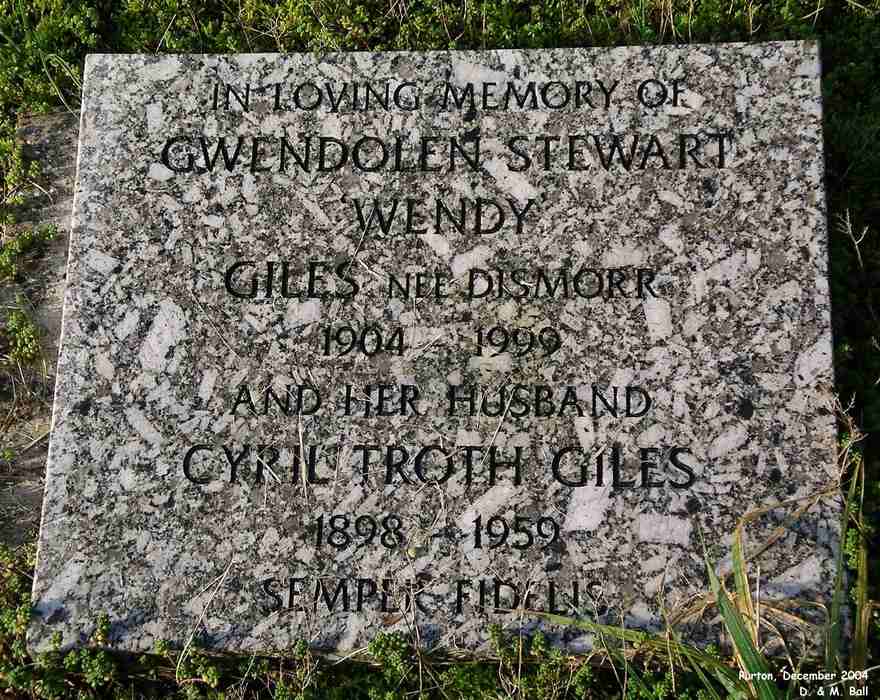 IN LOVING MEMORY OF
GWENDOLEN STEWART
'WENDY'
GILES NEE DISMORR
1904 - 1999
AND HER HUSBAND
CYRIL TROTH GILES
1898 - 1959
SEMPER FIDELIS
Purton, December 2004
D. & M. Ball